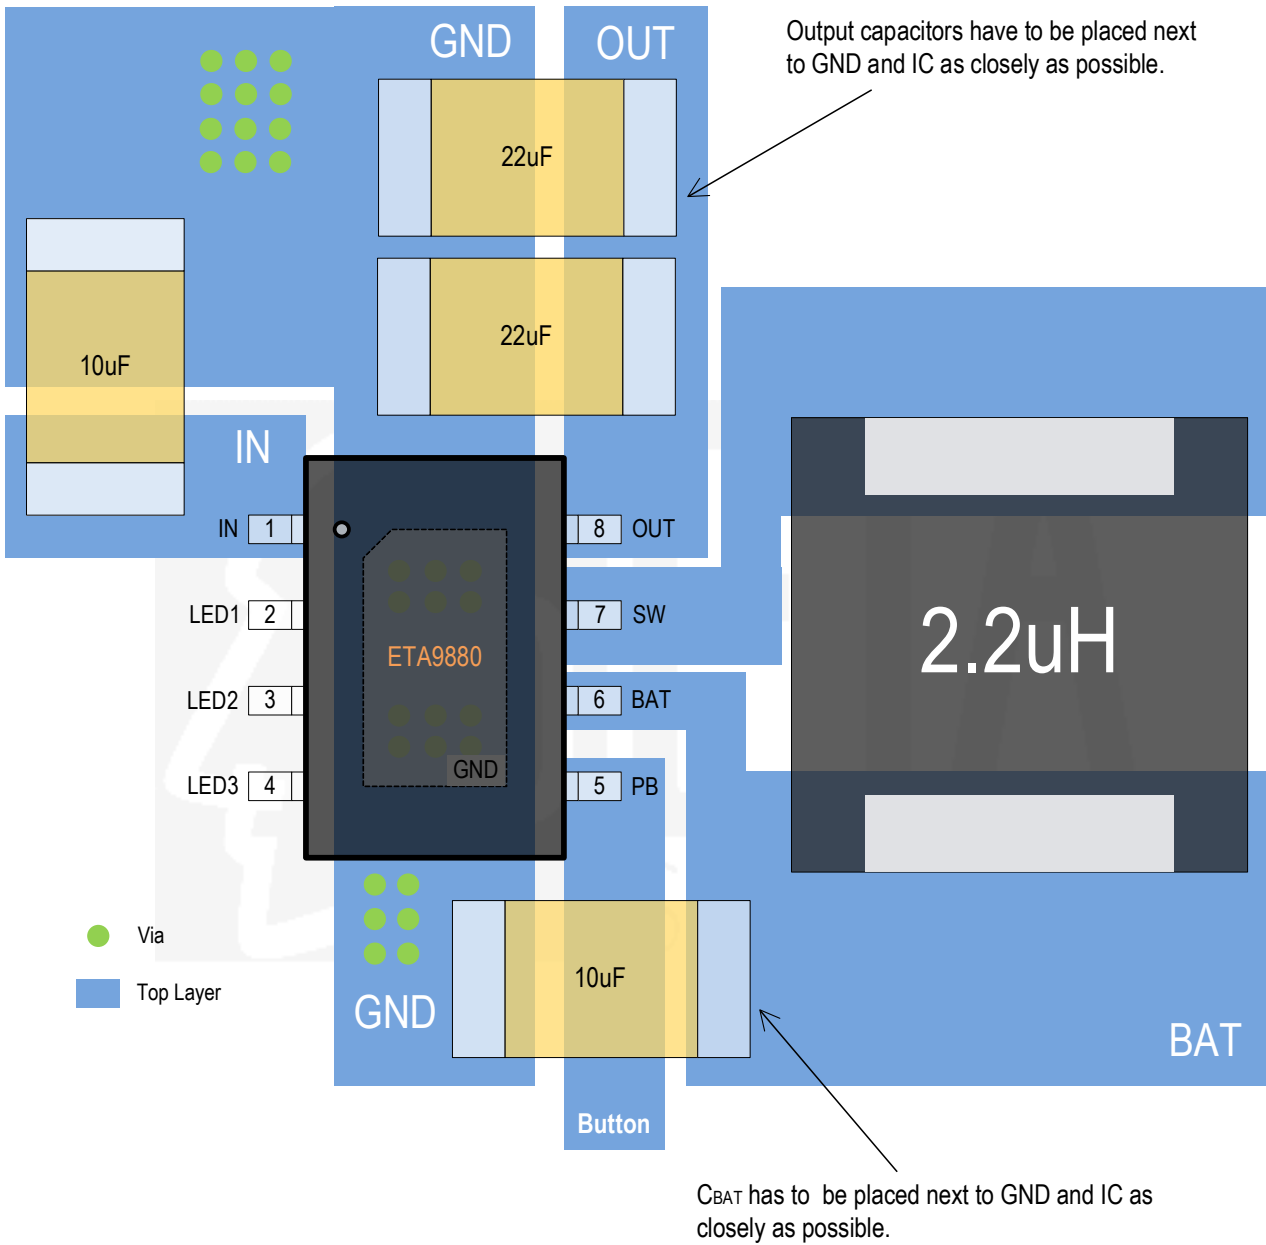 GND
OUT
Output capacitors have to be placed next
to GND and IC as closely as possible.
22uF
22uF
10uF
IN
IN 1
8 OUT
LED1 2
7 SW
2.2uH
ETA9880
LED2 3
6 BAT
GND
LED3 4
5 PB
Via
10uF
Top Layer
GND
BAT
Button
CBAT has to be placed next to GND and IC as
closely as possible.